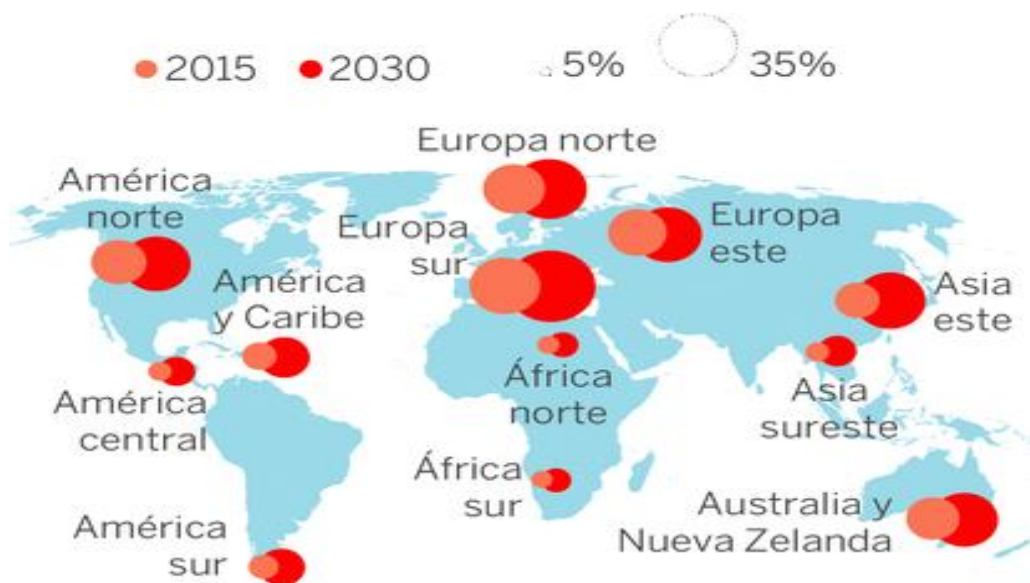 2015 2030 5% 35%
Europa norte
América
norte
Europa
sur
Europa
este
América
y Caribe
Asia
este
África
norte
Asia
sureste
América
central
África
sur
Australia y
Nueva Zelanda
América
sur